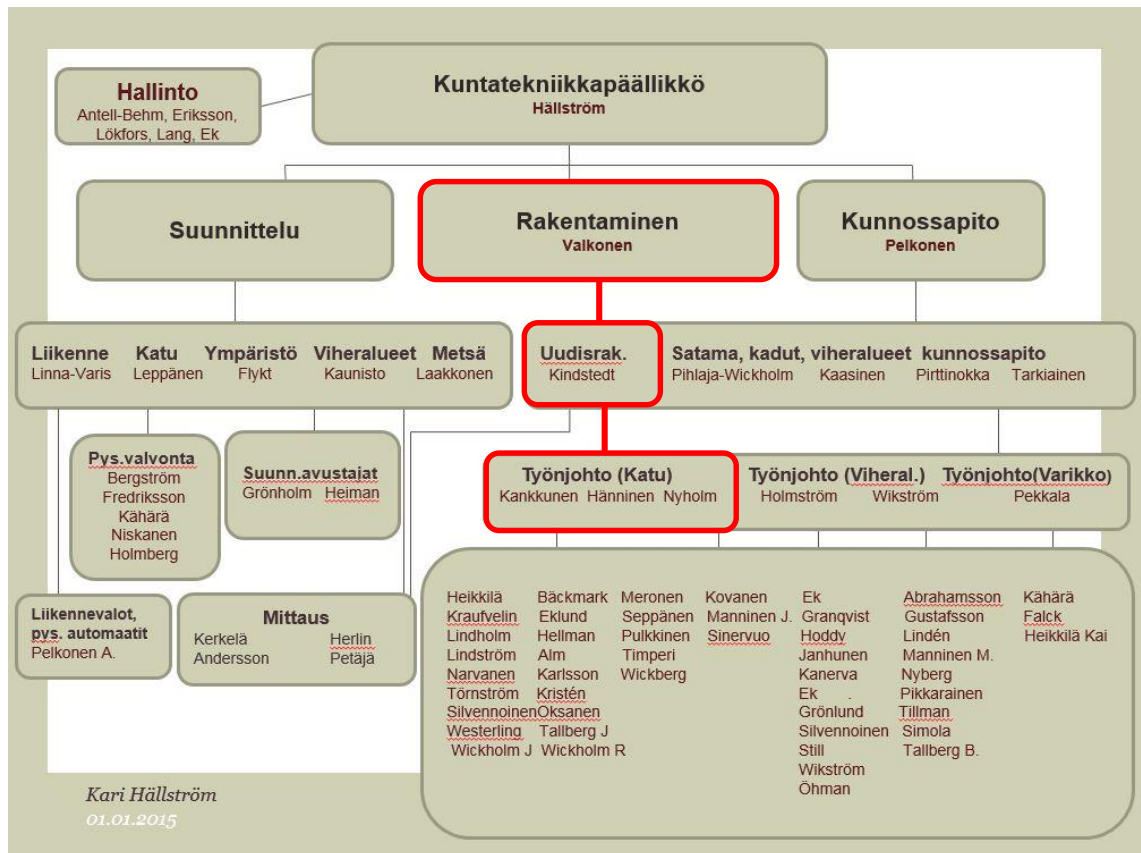 Kuntatekniikkapäällikkö
Hällström
Hallinto
Antell-Behm, Eriksson,
Lökfors, Lang, Ek
Suunnittelu
Rakentaminen
Valkonen
Kunnossapito
Pelkonen
Liikenne Katu Ympäristö Viheralueet Metsä
Linna-Varis Leppänen Flykt Kaunisto Laakkonen
Uudisrak.
Kindstedt
Satama, kadut, viheralueet kunnossapito
Pihlaja-Wickholm Kaasinen Pirttinokka Tarkiainen
Pys.valvonta
Bergström
Fredriksson
Kähärä
Niskanen
Holmberg
Suunn.avustajat
Grönholm Heiman
Työnjohto (Katu)
Kankkunen Hänninen Nyholm
Työnjohto (Viheral.) Työnjohto(Varikko)
Holmström Wikström Pekkala
Liikennevalot,
pys. automaatit
Pelkonen A.
Mittaus
Kerkelä Herlin
Andersson Petäjä
Heikkilä Bäckmark Meronen Kovanen Ek Abrahamsson Kähärä
Kraufvelin Eklund Seppänen Manninen J. Granqvist Gustafsson Falck
Lindholm Hellman Pulkkinen Sinervuo Hoddy Lindén Heikkilä Kai
Lindström Alm Timperi Janhunen Manninen M.
Narvanen Karlsson Wickberg Kanerva Nyberg
Törnström Kristén Ek . Pikkarainen
Silvennoinen Oksanen Grönlund Tillman
Westerling Tallberg J Silvennoinen Simola
Wickholm J Wickholm R Still Tallberg B.
Wikström
Öhman
Kari Hällström
01.01.2015